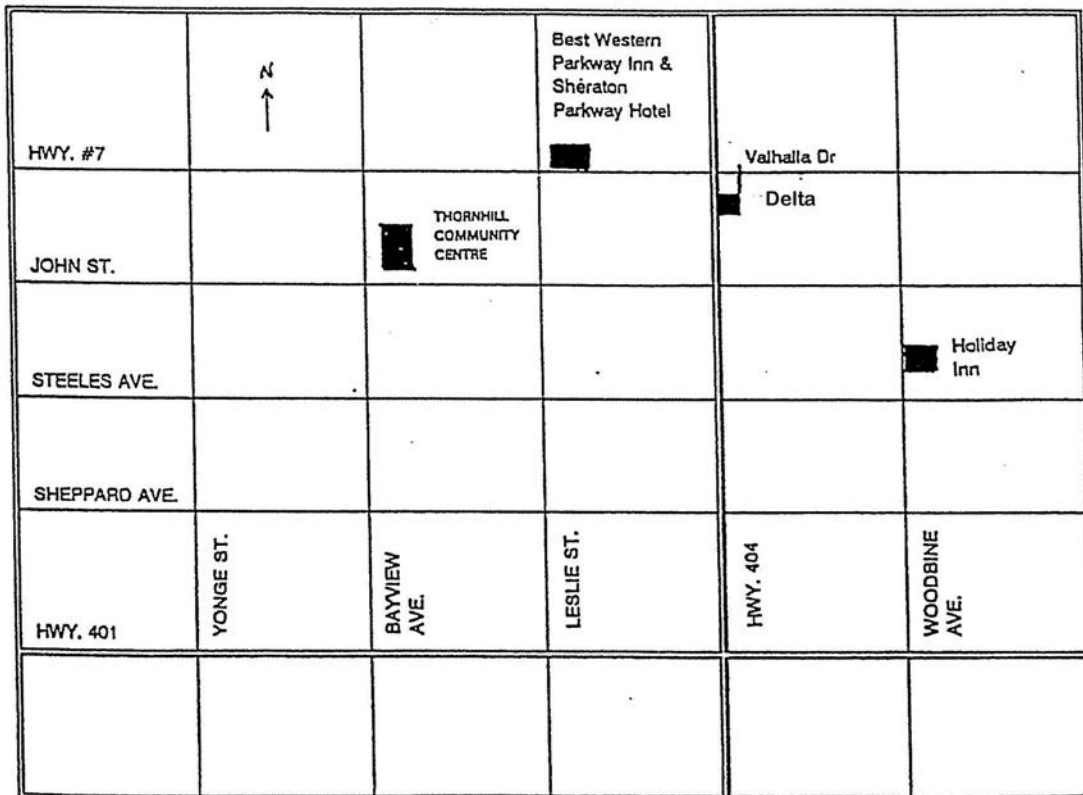 Best Western
Parkway Inn &
Sheraton
Parkway Hotel
N
HWY. #7
Valhalla Dr
Delta
THORNHILL
COMMUNITY
CENTRE
JOHN ST.
Holiday
Inn
STEELES AVE.
SHEPPARD AVE.
YONGE ST.
BAYVIEW
AVE.
LESLIE ST.
HWY. 404
WOODBINE
AVE.
HWY. 401